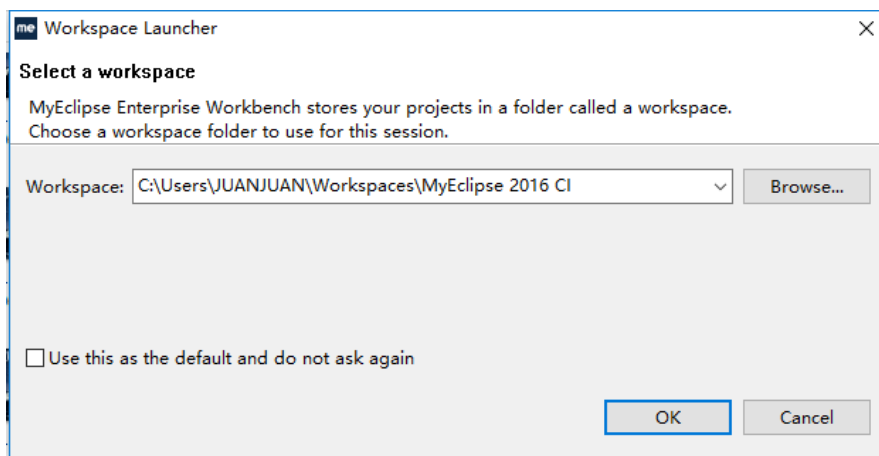 me Workspace Launcher
Select a workspace
MyEclipse Enterprise Workbench stores your projects in a folder called a workspace.
Choose a workspace folder to use for this session.
Workspace: C:\Users\JUANJUAN\Workspaces\MyEclipse 2016 CI Browse...
Use this as the default and do not ask again
OK Cancel